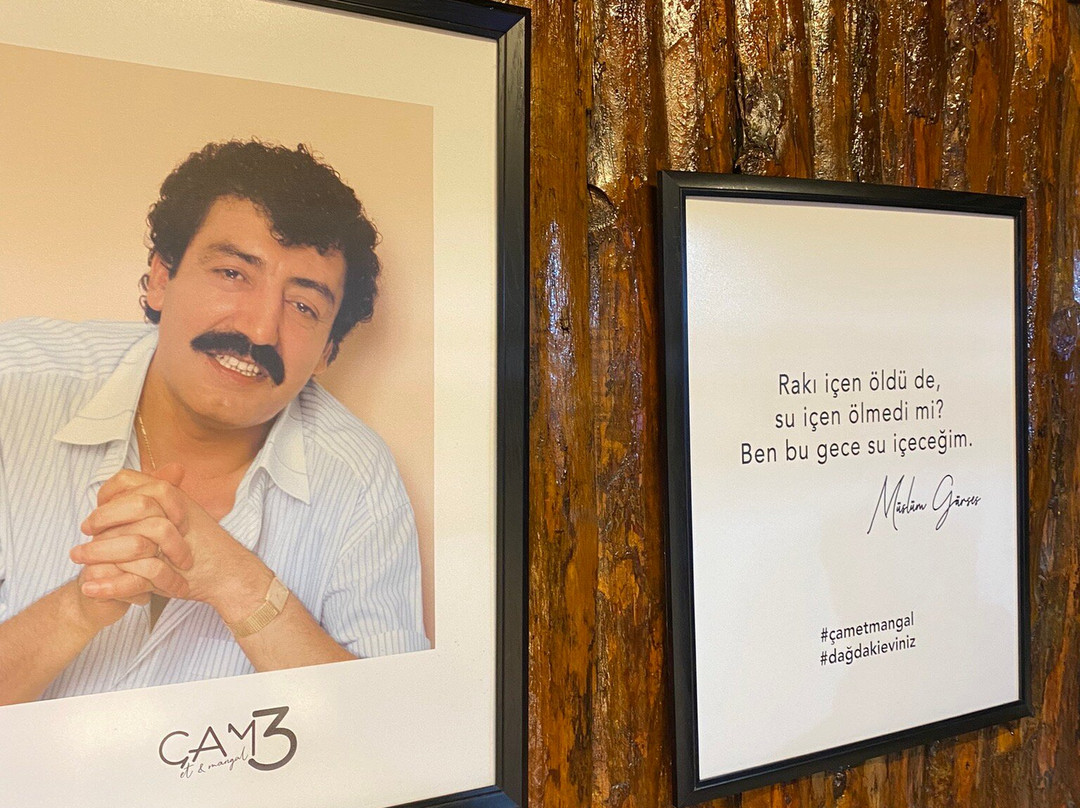 ÇAM3
et & mangal
Rakı içen öldü de,
su içen ölmedi mi?
Ben bu gece su içeceğim.
Müslüm Gürses
#çametmangal
#dağdakieviniz